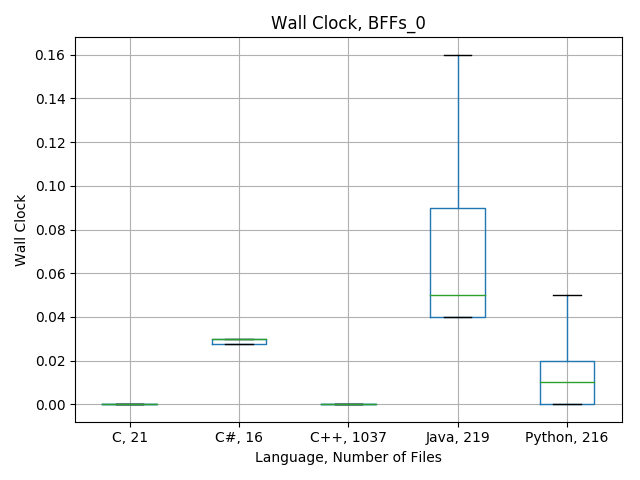 Wall Clock, BFFs_0
0.16
0.14
0.12
0.10
0.08
0.06
0.04
0.02
0.00
Wall Clock
C, 21 C#, 16 C++, 1037 Java, 219 Python, 216
Language, Number of Files